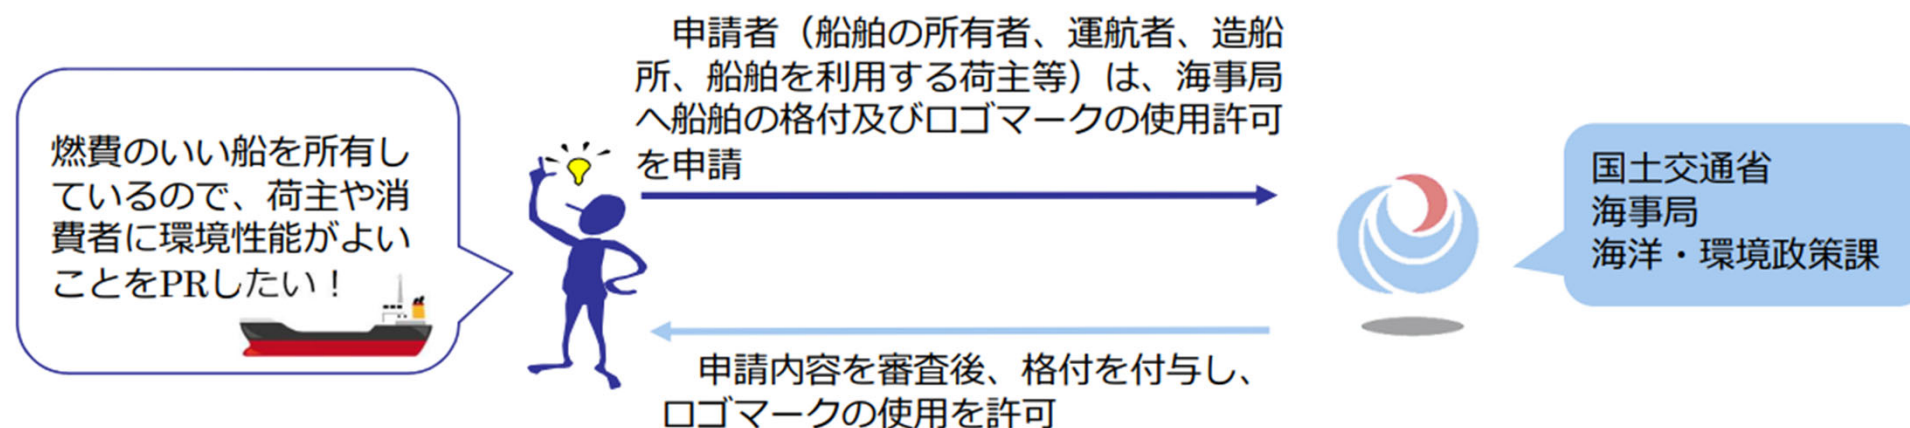 燃費のいい船を所有し
ているので、荷主や消
費者に環境性能がよい
ことをPRしたい！
申請者（船舶の所有者、運航者、造船
所、船舶を利用する荷主等）は、海事局
へ船舶の格付及びロゴマークの使用許可
を申請
国土交通省
海事局
海洋・環境政策課
申請内容を審査後、格付を付与し、
ロゴマークの使用を許可